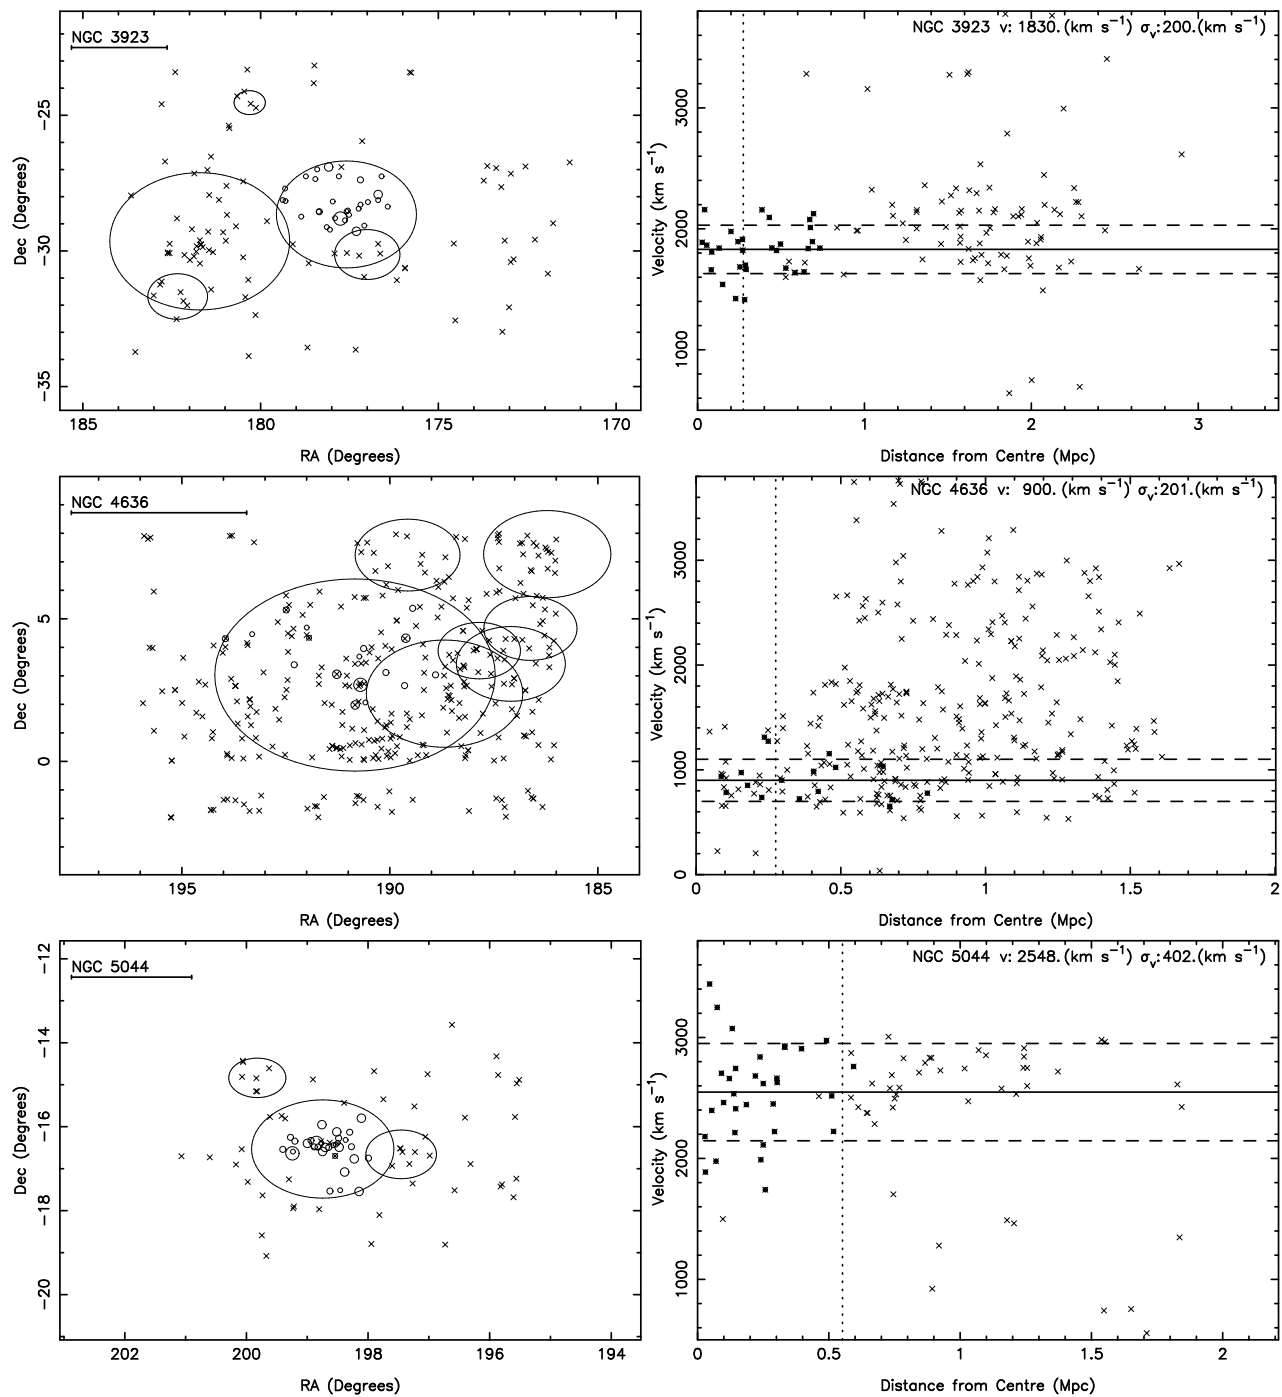 NGC 3923
NGC 3923 v: 1830.(km s⁻¹) σᵥ:200.(km s⁻¹)
Dec (Degrees)
−25
−30
−35
185
180
175
170
RA (Degrees)
Velocity (km s⁻¹)
3000
2000
1000
0
1
2
3
Distance from Centre (Mpc)
NGC 4636
NGC 4636 v: 900.(km s⁻¹) σᵥ:201.(km s⁻¹)
Dec (Degrees)
5
0
195
190
185
RA (Degrees)
Velocity (km s⁻¹)
3000
2000
1000
0
0
0.5
1
1.5
2
Distance from Centre (Mpc)
NGC 5044
NGC 5044 v: 2548.(km s⁻¹) σᵥ:402.(km s⁻¹)
Dec (Degrees)
−12
−14
−16
−18
−20
202
200
198
196
194
RA (Degrees)
Velocity (km s⁻¹)
3000
2000
1000
0
0.5
1
1.5
2
Distance from Centre (Mpc)